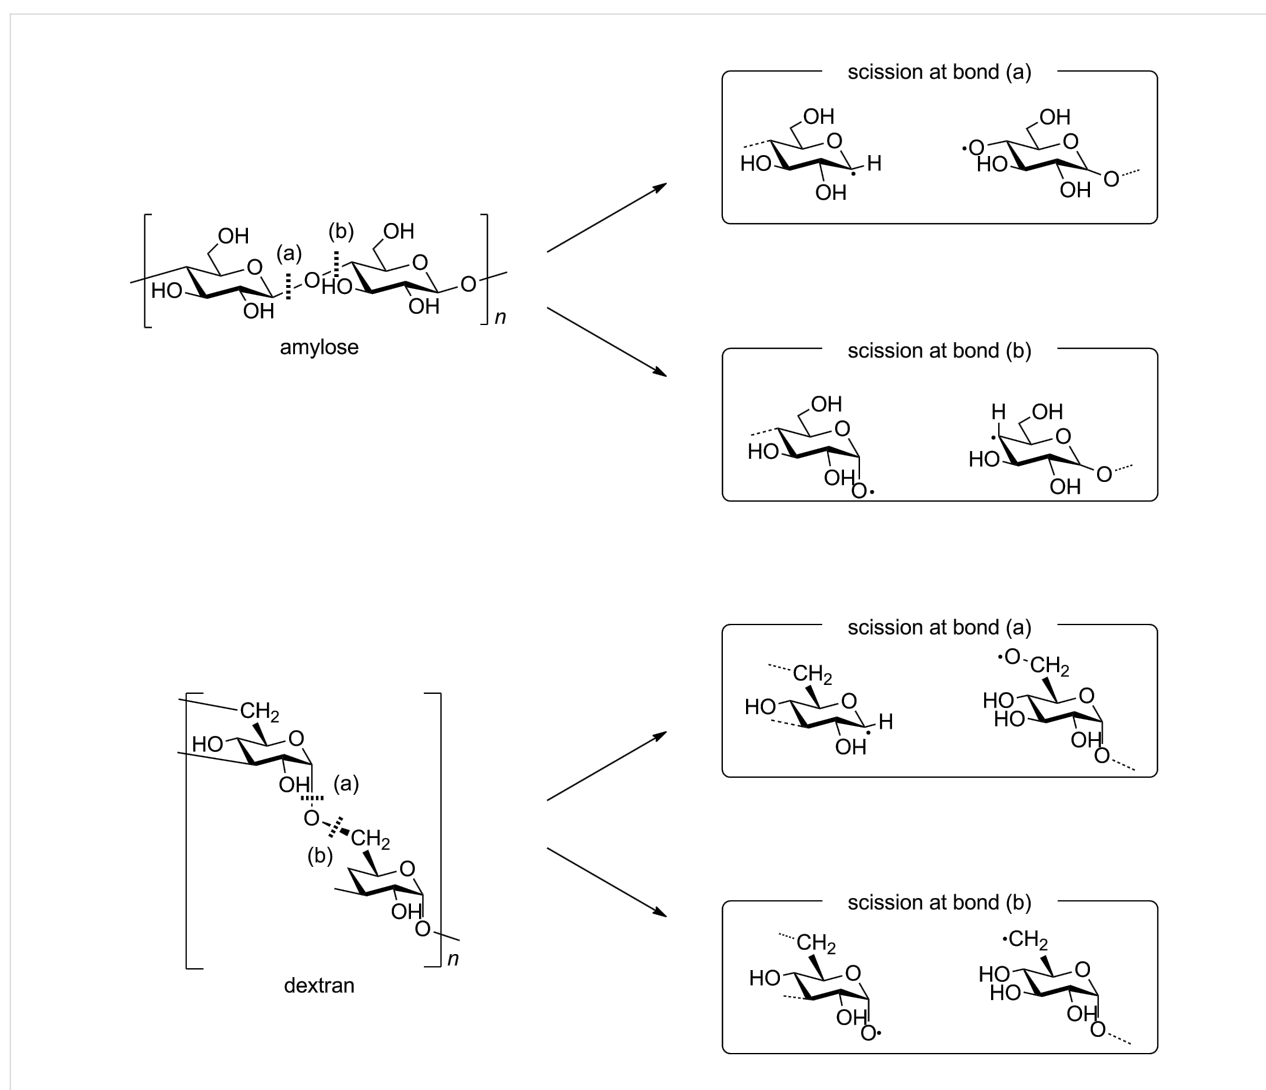 scission at bond (a)
OH
O
HO
OH
H
OH
•O
O
HO
OH
O
(a)
(b)
OH
O
HO
OH
O
OH
O
HO
OH
O
n
amylose
scission at bond (b)
OH
O
HO
OH
O•
H
OH
O
HO
OH
O
scission at bond (a)
CH2
HO
O
OH
H
•O
CH2
O
HO
HO
OH
O
CH2
HO
O
OH
(a)
O
(b)
CH2
O
OH
O
n
dextran
scission at bond (b)
CH2
HO
O
OH
O•
•CH2
O
HO
HO
OH
O